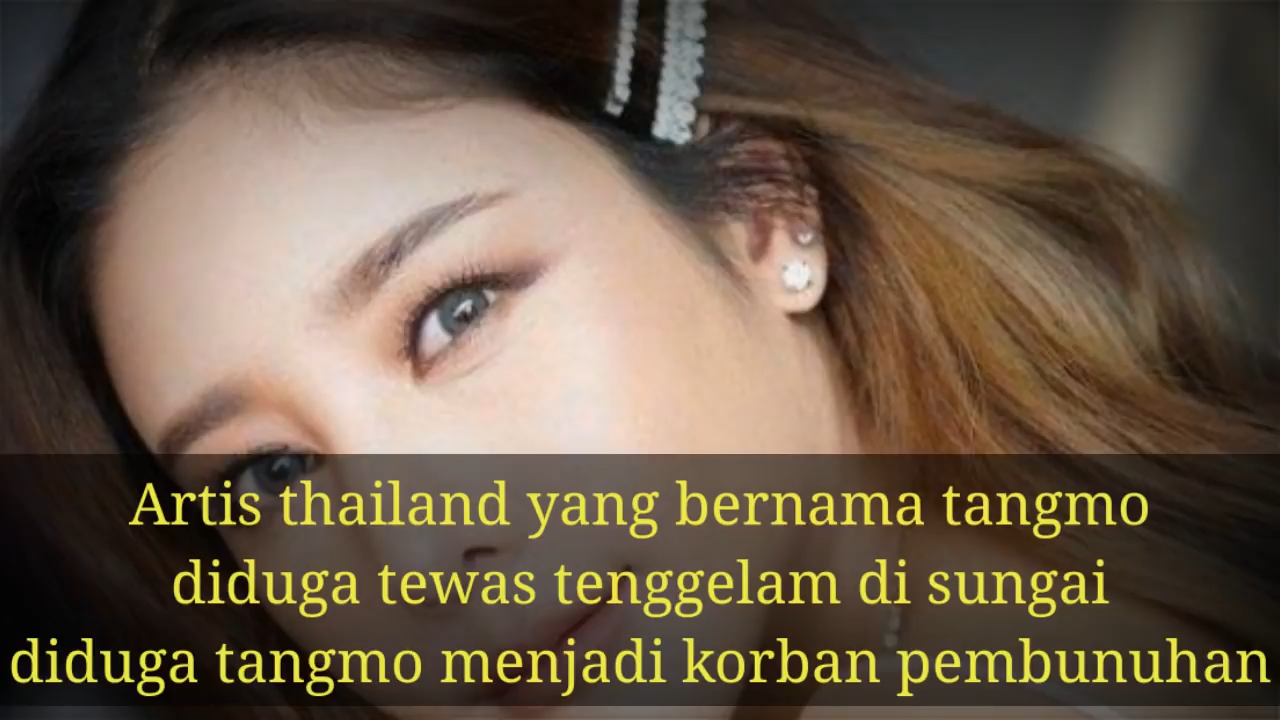 Artis thailand yang bernama tangmo
diduga tewas tenggelam di sungai
diduga tangmo menjadi korban pembunuhan